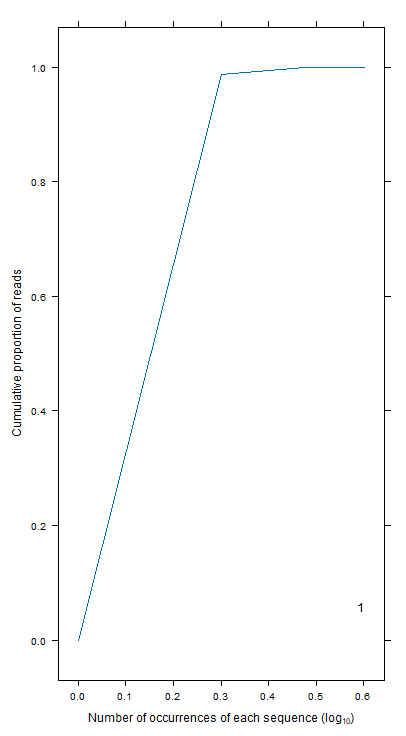 1.0
0.8
0.6
0.4
0.2
0.0
Cumulative proportion of reads
1
0.0 0.1 0.2 0.3 0.4 0.5 0.6
Number of occurrences of each sequence (log₁₀)